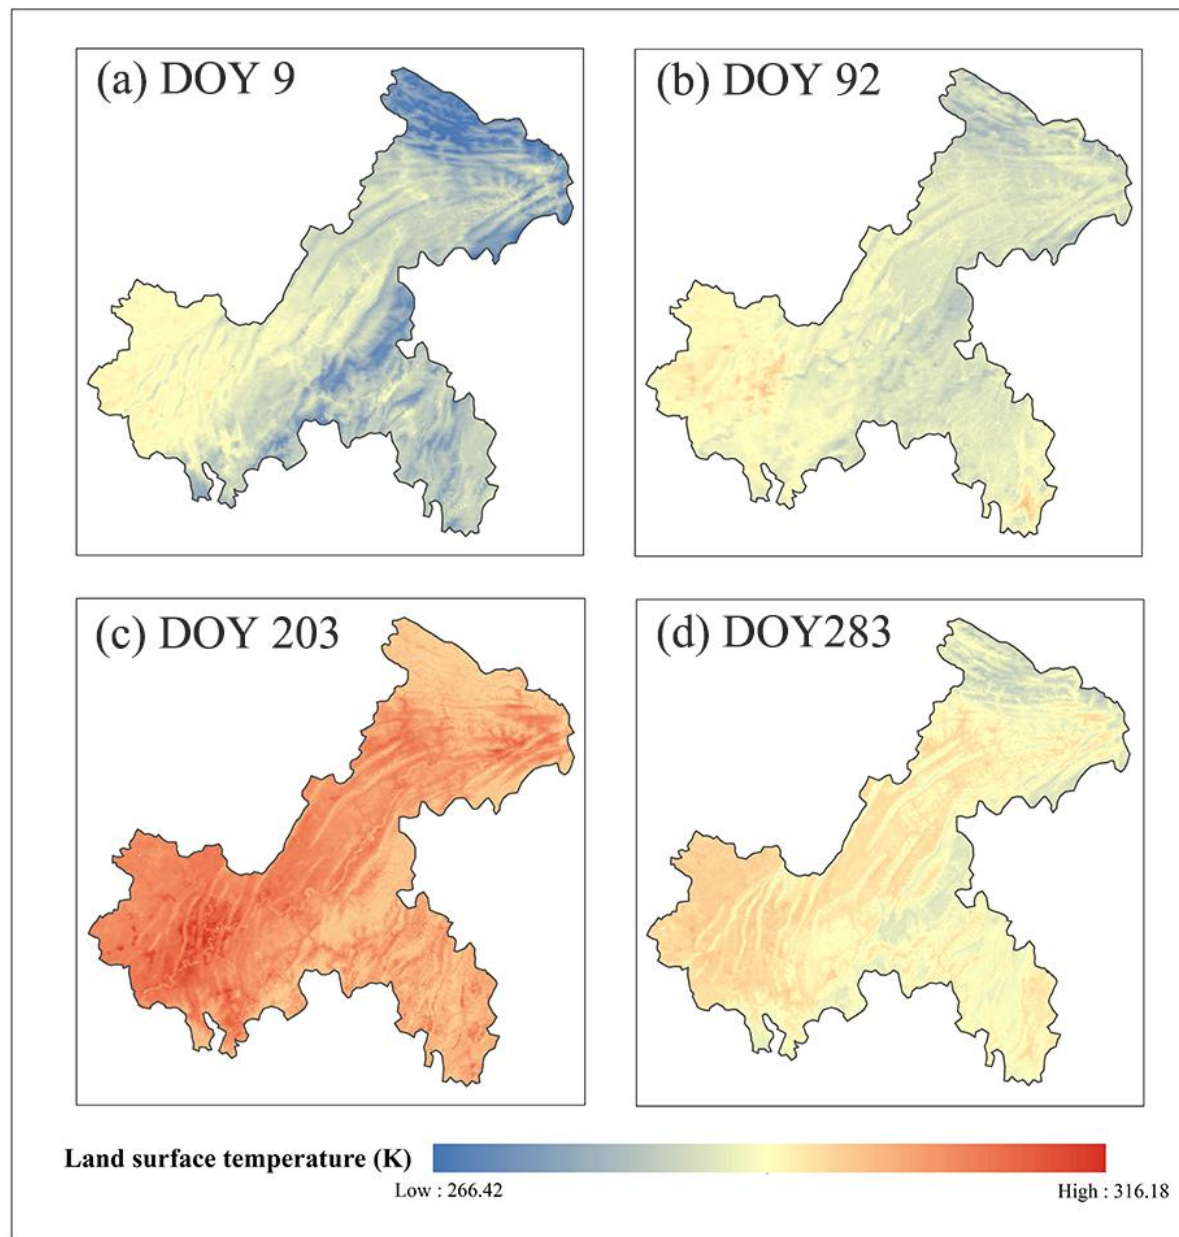 (a) DOY 9
(b) DOY 92
(c) DOY 203
(d) DOY283
Land surface temperature (K)
Low : 266.42
High : 316.18